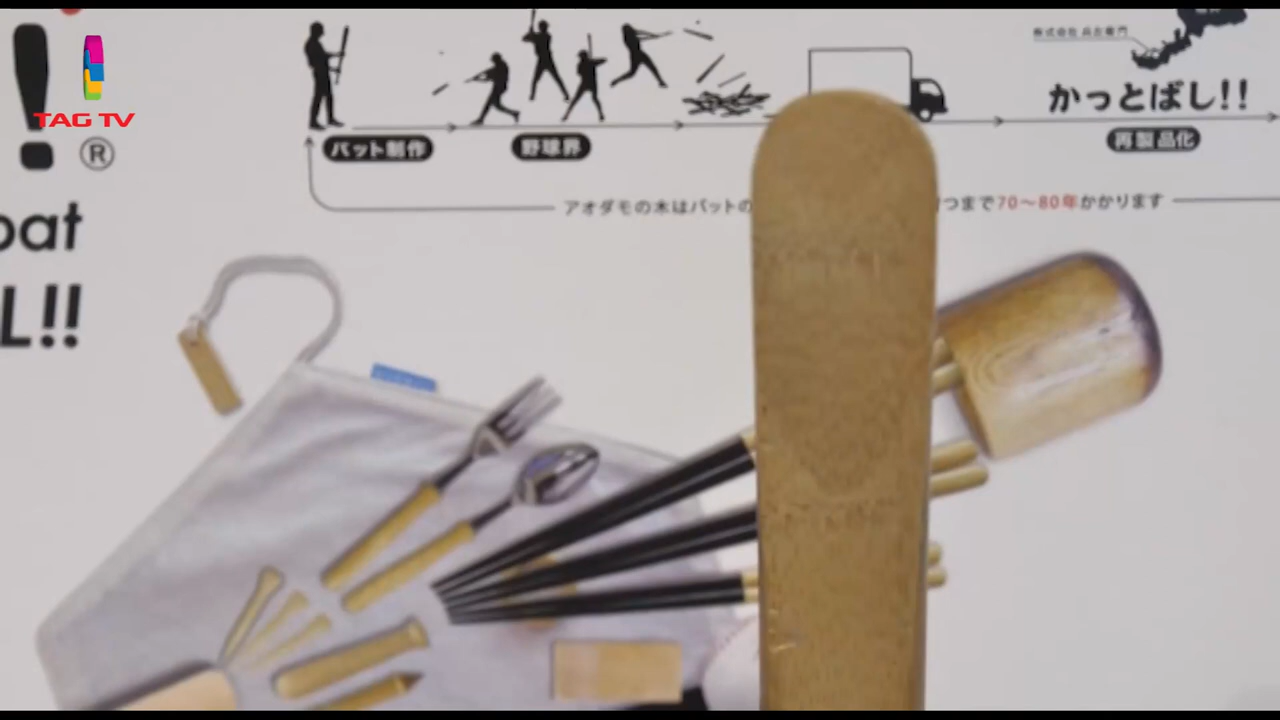 !
®
TAG TV
株式会社 兵左衛門
かっとばし!!
バット制作
野球界
再製品化
アオダモの木はバットの
つまで70～80年かかります
bat
L!!